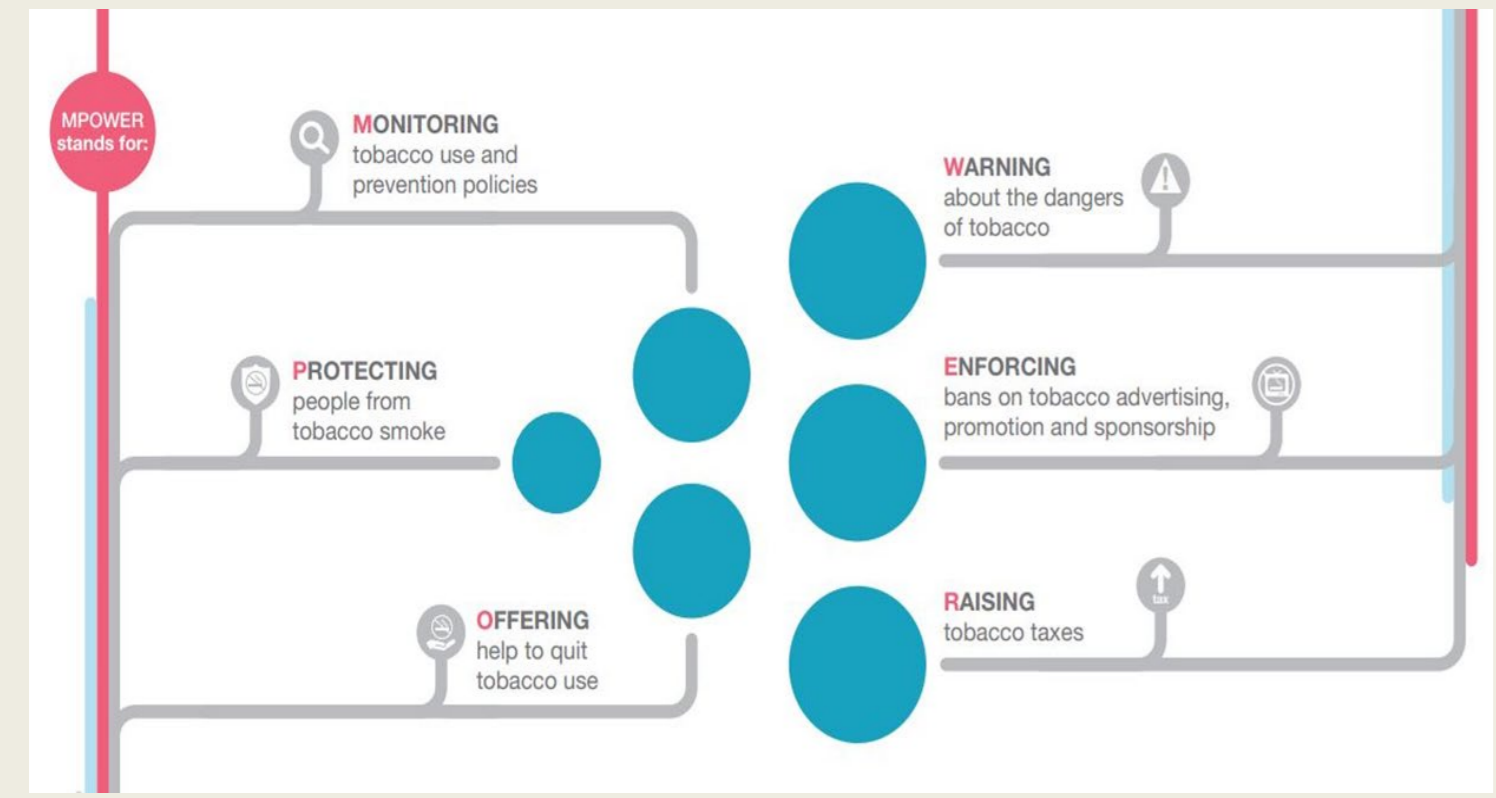 MPOWER
stands for:
MONITORING
tobacco use and
prevention policies
PROTECTING
people from
tobacco smoke
OFFERING
help to quit
tobacco use
WARNING
about the dangers
of tobacco
ENFORCING
bans on tobacco advertising,
promotion and sponsorship
RAISING
tobacco taxes
tax